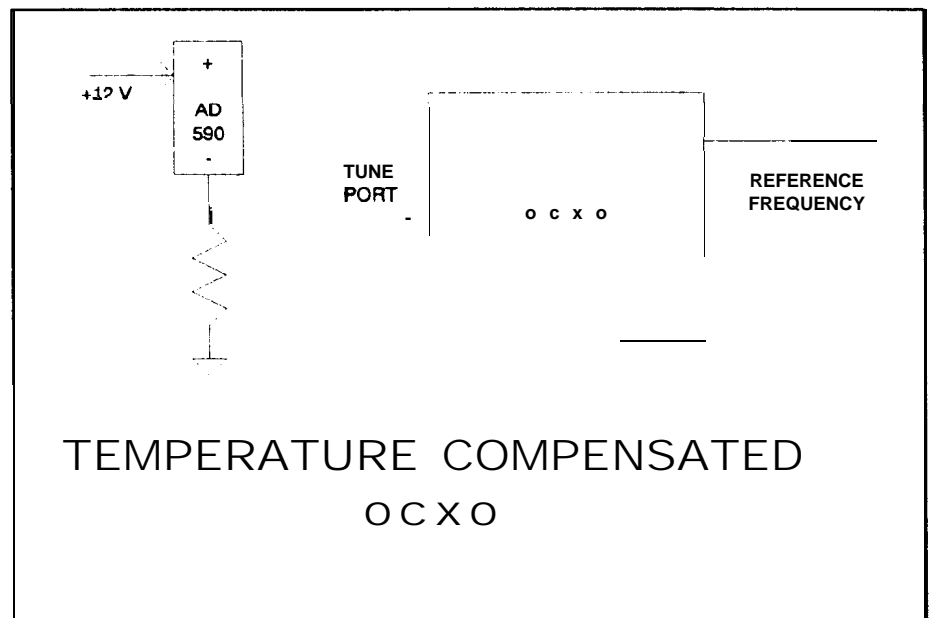 +
+12 V
AD
590
-
TUNE
PORT
-
o c x o
REFERENCE
FREQUENCY
TEMPERATURE COMPENSATED
OCXO